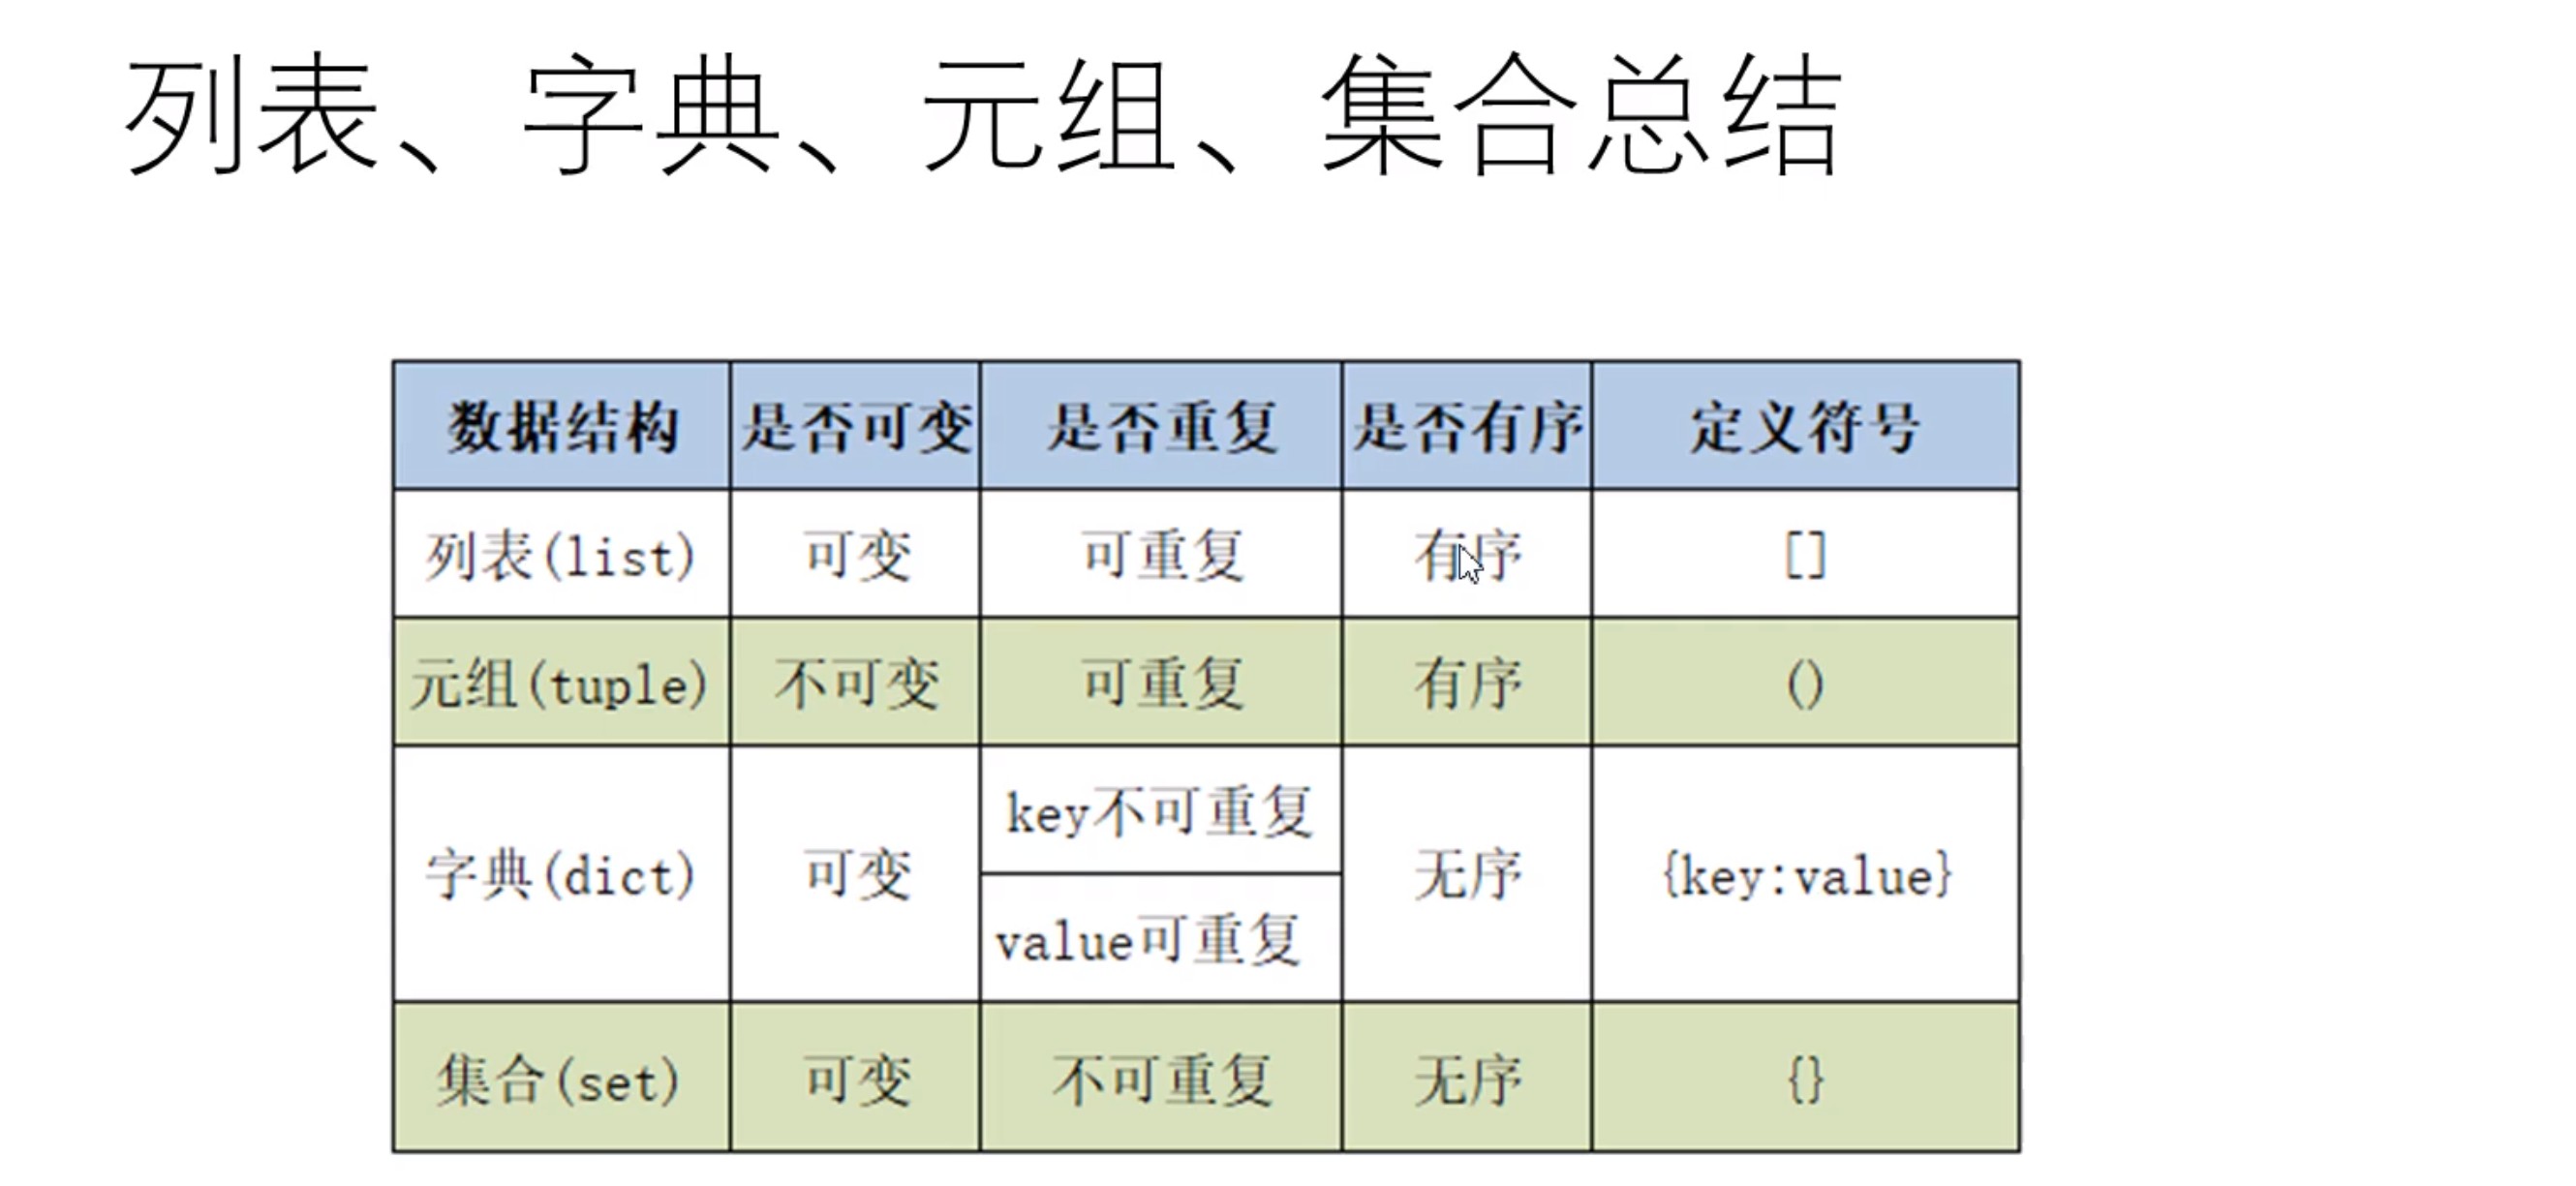 列表、字典、元组、集合总结
数据结构 是否可变 是否重复 是否有序 定义符号
列表(list) 可变 可重复 有序 []
元组(tuple) 不可变 可重复 有序 ()
字典(dict) 可变 key不可重复 无序 {key:value}
value可重复
集合(set) 可变 不可重复 无序 {}